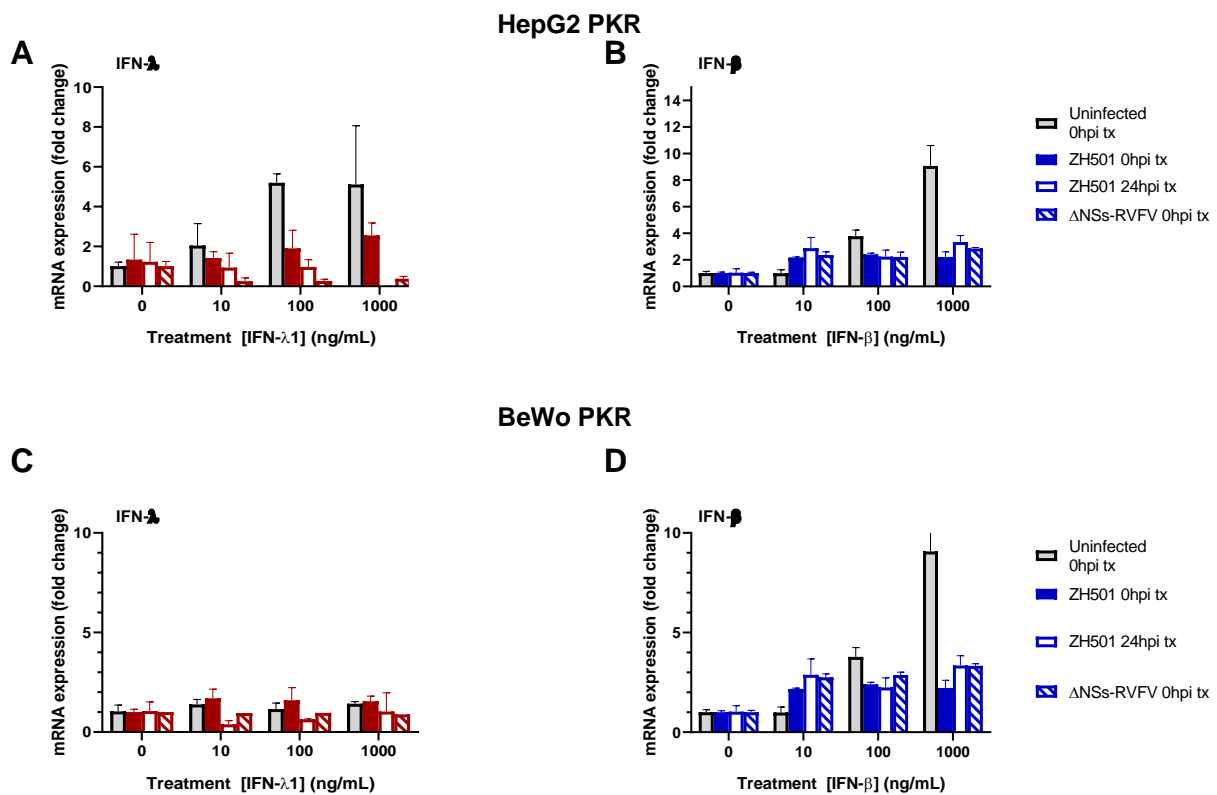 HepG2 PKR
A
IFN-λ
mRNA expression (fold change)
10
8
6
4
2
0
0 10 100 1000
Treatment [IFN-λ1] (ng/mL)
B
IFN-β
mRNA expression (fold change)
14
12
10
8
6
4
2
0
0 10 100 1000
Treatment [IFN-β] (ng/mL)
Uninfected
0hpi tx
ZH501 0hpi tx
ZH501 24hpi tx
ΔNSs-RVFV 0hpi tx
BeWo PKR
C
IFN-λ
mRNA expression (fold change)
10
5
0
0 10 100 1000
Treatment [IFN-λ1] (ng/mL)
D
IFN-β
mRNA expression (fold change)
10
5
0
0 10 100 1000
Treatment [IFN-β] (ng/mL)
Uninfected
0hpi tx
ZH501 0hpi tx
ZH501 24hpi tx
ΔNSs-RVFV 0hpi tx